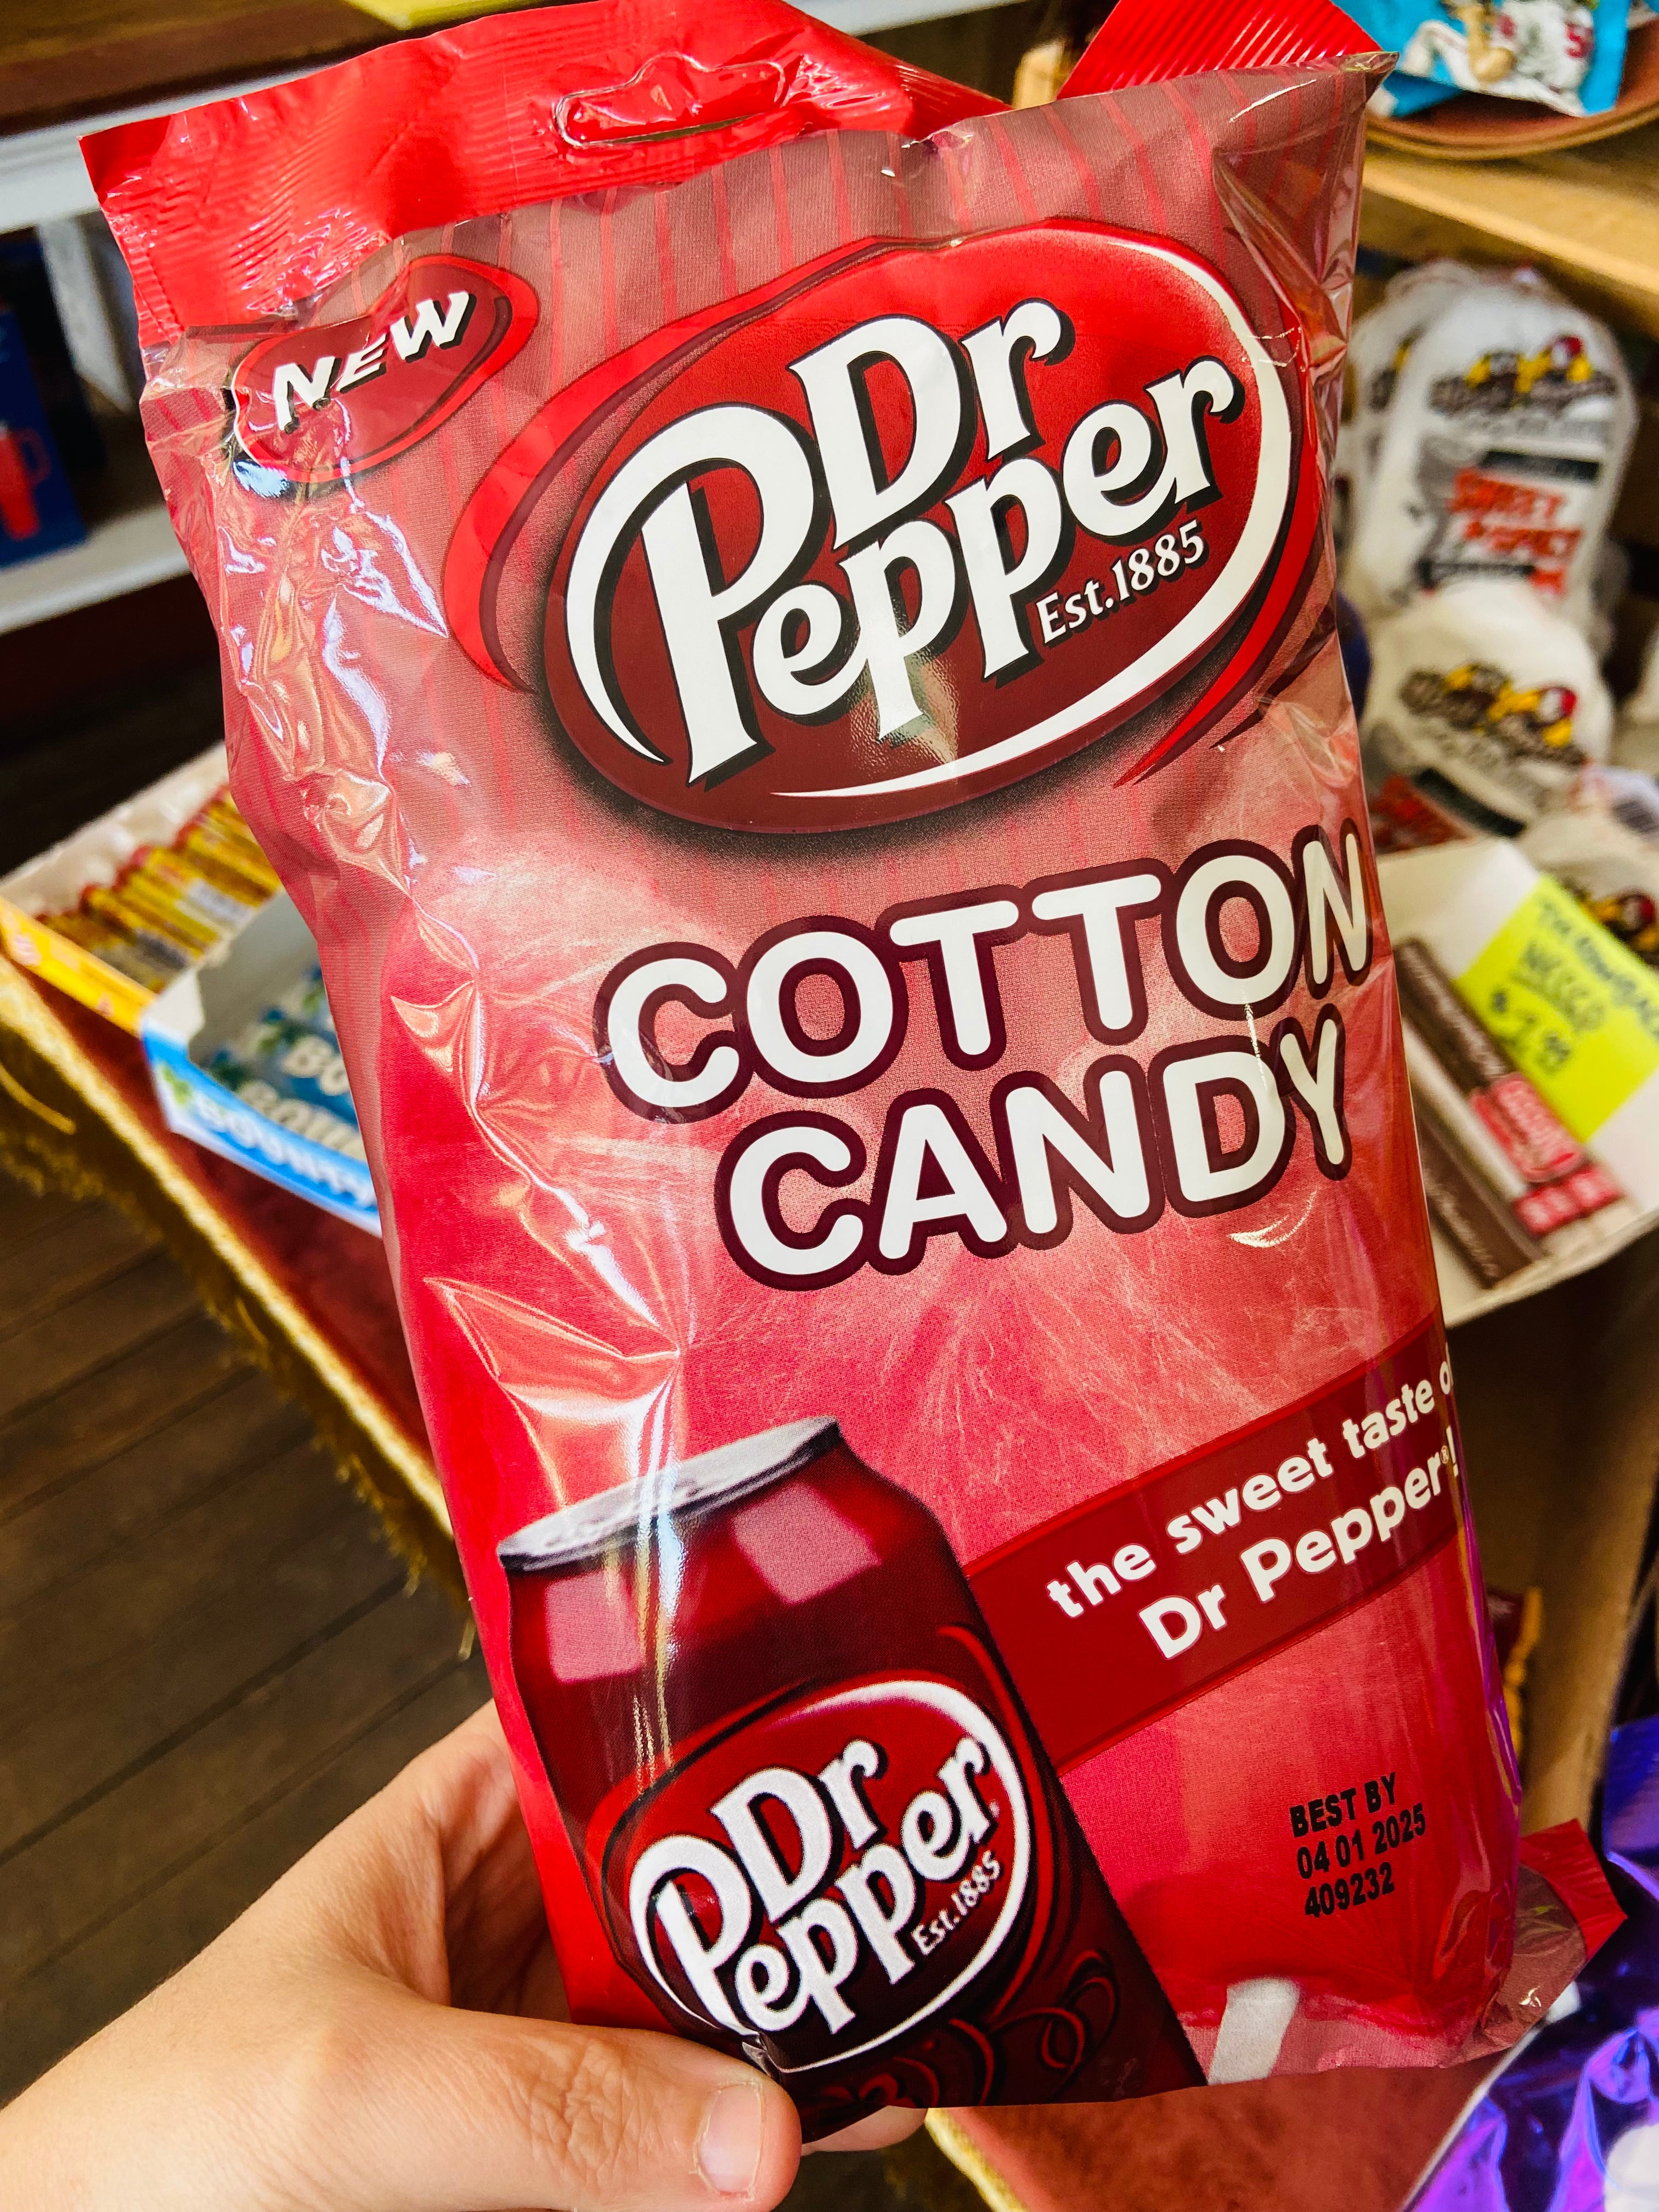 NEW
Dr
Pepper
Est.1885
COTTON
CANDY
the sweet taste o
Dr Pepper®!
Dr
Pepper
Est.1885
BEST BY
04 01 2025
409232
SWEET